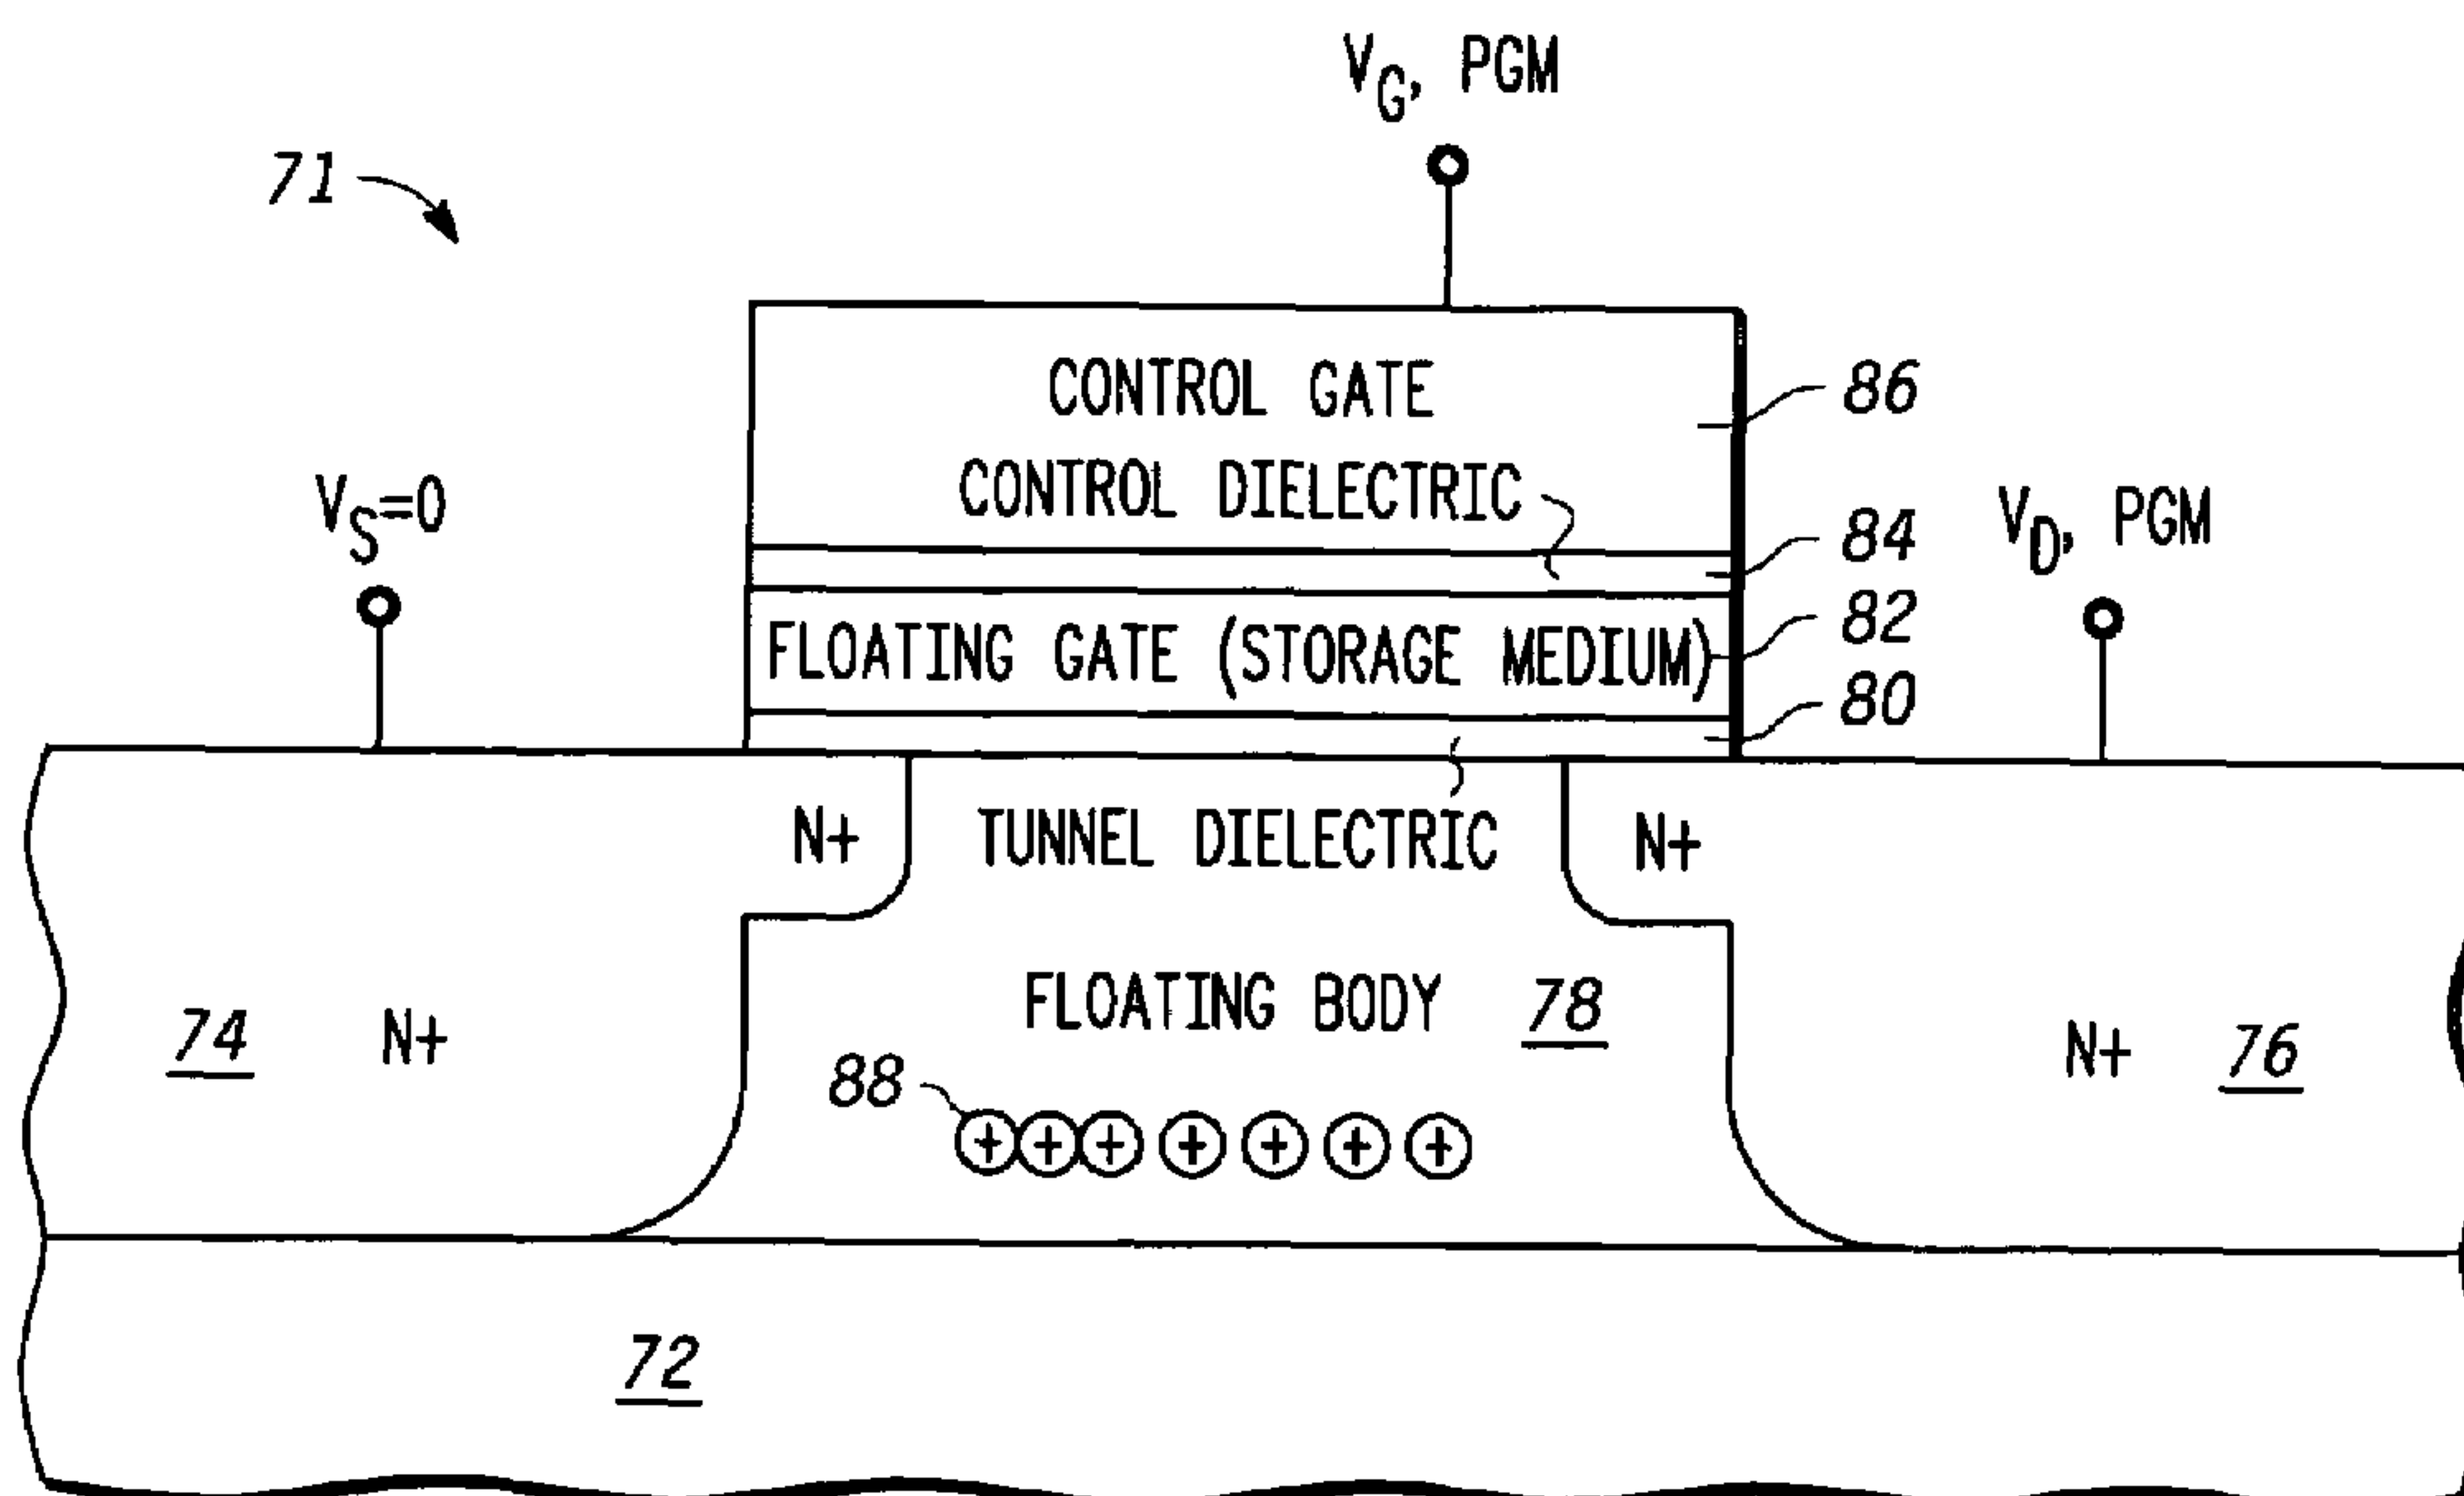 V_G, PGM
71
CONTROL GATE
86
CONTROL DIELECTRIC
V_S=0
84
V_D, PGM
82
FLOATING GATE (STORAGE MEDIUM)
80
N+
TUNNEL DIELECTRIC
N+
FLOATING BODY 78
74 N+
N+ 76
88
72